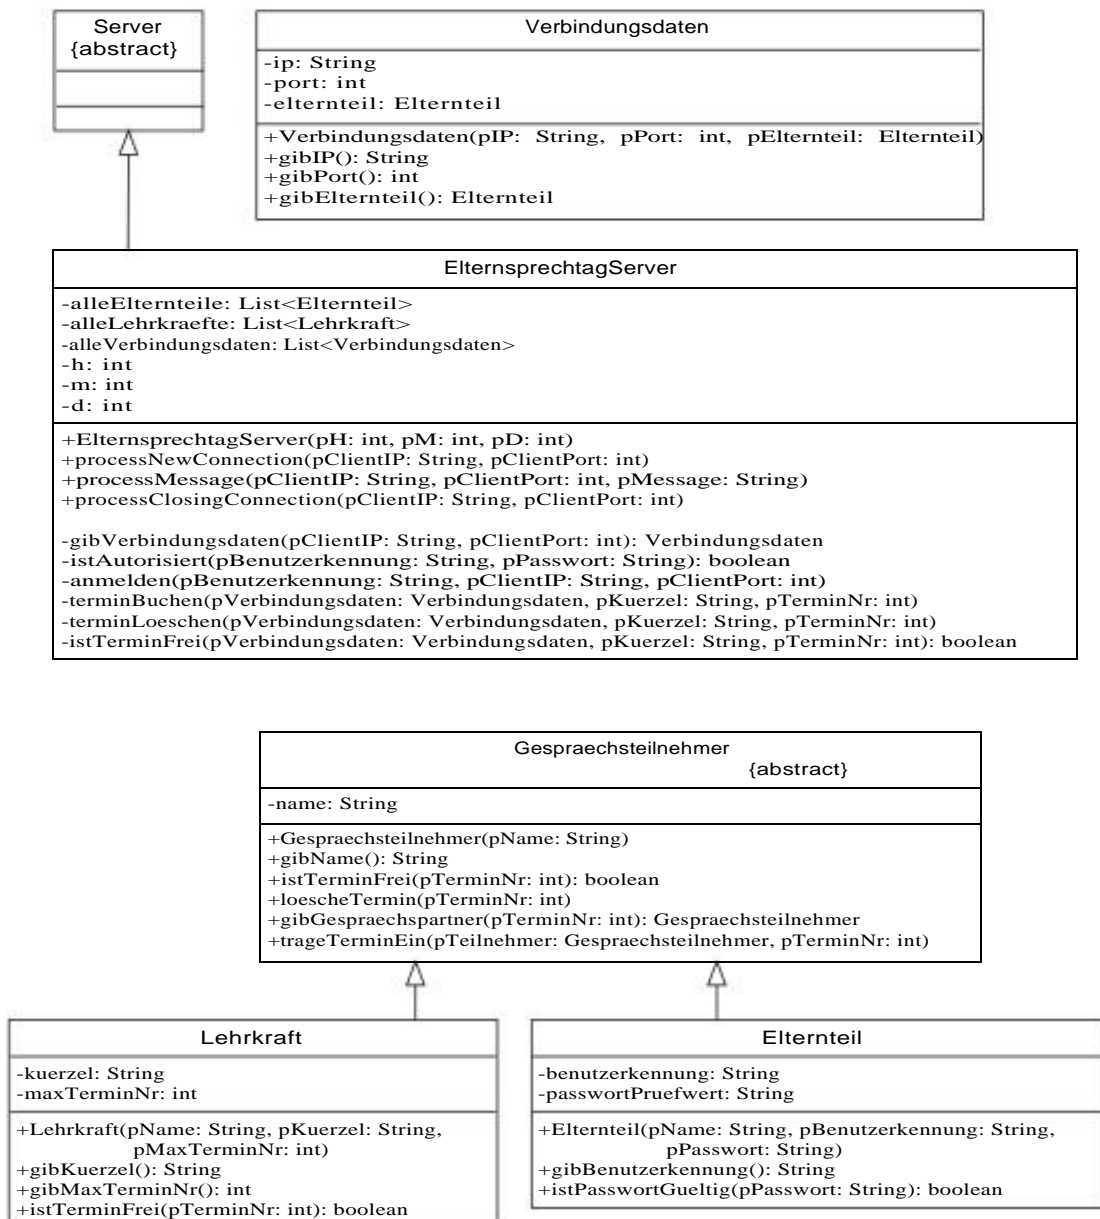 Server
{abstract}
Verbindungsdaten
-ip: String
-port: int
-elternteil: Elternteil
+Verbindungsdaten(pIP: String, pPort: int, pElternteil: Elternteil)
+gibIP(): String
+gibPort(): int
+gibElternteil(): Elternteil
ElternsprechtagServer
-alleElternteile: List<Elternteil>
-alleLehrkraefte: List<Lehrkraft>
-alleVerbindungsdaten: List<Verbindungsdaten>
-h: int
-m: int
-d: int
+ElternsprechtagServer(pH: int, pM: int, pD: int)
+processNewConnection(pClientIP: String, pClientPort: int)
+processMessage(pClientIP: String, pClientPort: int, pMessage: String)
+processClosingConnection(pClientIP: String, pClientPort: int)
-gibVerbindungsdaten(pClientIP: String, pClientPort: int): Verbindungsdaten
-istAutorisiert(pBenutzerkennung: String, pPasswort: String): boolean
-anmelden(pBenutzerkennung: String, pClientIP: String, pClientPort: int)
-terminBuchen(pVerbindungsdaten: Verbindungsdaten, pKuerzel: String, pTerminNr: int)
-terminLoeschen(pVerbindungsdaten: Verbindungsdaten, pKuerzel: String, pTerminNr: int)
-istTerminFrei(pVerbindungsdaten: Verbindungsdaten, pKuerzel: String, pTerminNr: int): boolean
Gespraechsteilnehmer
{abstract}
-name: String
+Gespraechsteilnehmer(pName: String)
+gibName(): String
+istTerminFrei(pTerminNr: int): boolean
+loescheTermin(pTerminNr: int)
+gibGespraechspartner(pTerminNr: int): Gespraechsteilnehmer
+trageTerminEin(pTeilnehmer: Gespraechsteilnehmer, pTerminNr: int)
Lehrkraft
-kuerzel: String
-maxTerminNr: int
+Lehrkraft(pName: String, pKuerzel: String,
pMaxTerminNr: int)
+gibKuerzel(): String
+gibMaxTerminNr(): int
+istTerminFrei(pTerminNr: int): boolean
Elternteil
-benutzerkennung: String
-passwortPruefwert: String
+Elternteil(pName: String, pBenutzerkennung: String,
pPasswort: String)
+gibBenutzerkennung(): String
+istPasswortGueltig(pPasswort: String): boolean